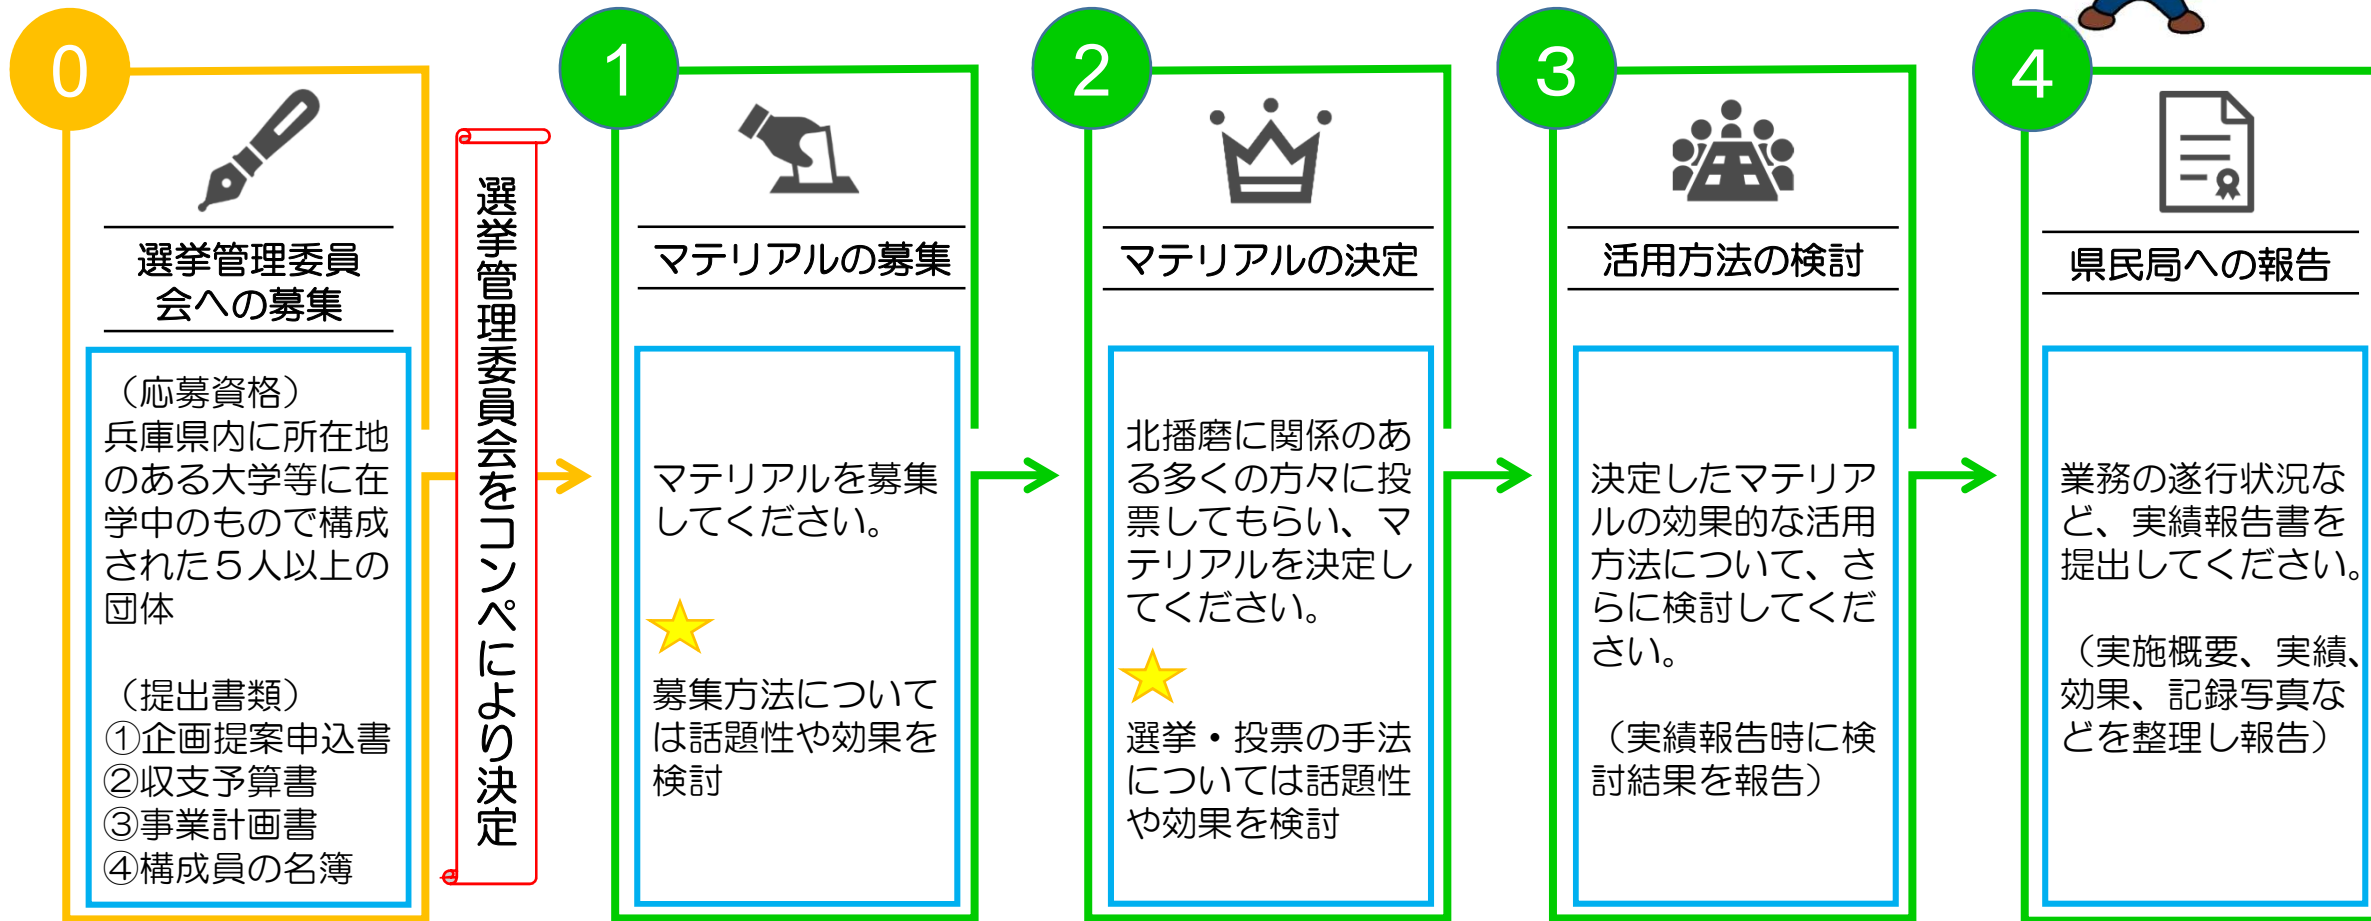 0
選挙管理委員
会への募集
（応募資格）
兵庫県内に所在地
のある大学等に在
学中のもので構成
された５人以上の
団体
（提出書類）
①企画提案申込書
②収支予算書
③事業計画書
④構成員の名簿
選挙管理委員会をコンペにより決定
1
マテリアルの募集
マテリアルを募集
してください。
募集方法について
は話題性や効果を
検討
2
マテリアルの決定
北播磨に関係のあ
る多くの方々に投
票してもらい、マ
テリアルを決定し
てください。
選挙・投票の手法
については話題性
や効果を検討
3
活用方法の検討
決定したマテリア
ルの効果的な活用
方法について、さ
らに検討してくだ
さい。
（実績報告時に検
討結果を報告）
4
県民局への報告
業務の遂行状況な
ど、実績報告書を
提出してください。
（実施概要、実績、
効果、記録写真な
どを整理し報告）